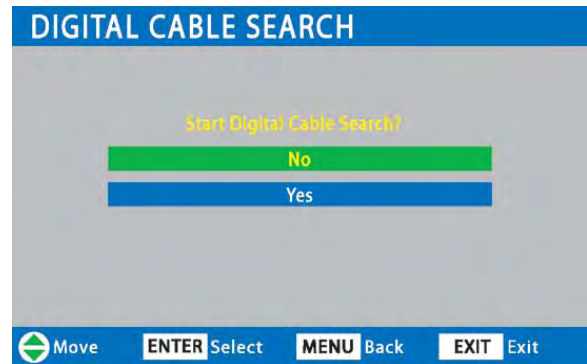 DIGITAL CABLE SEARCH
Start Digital Cable Search?
No
Yes
Move ENTER Select MENU Back EXIT Exit